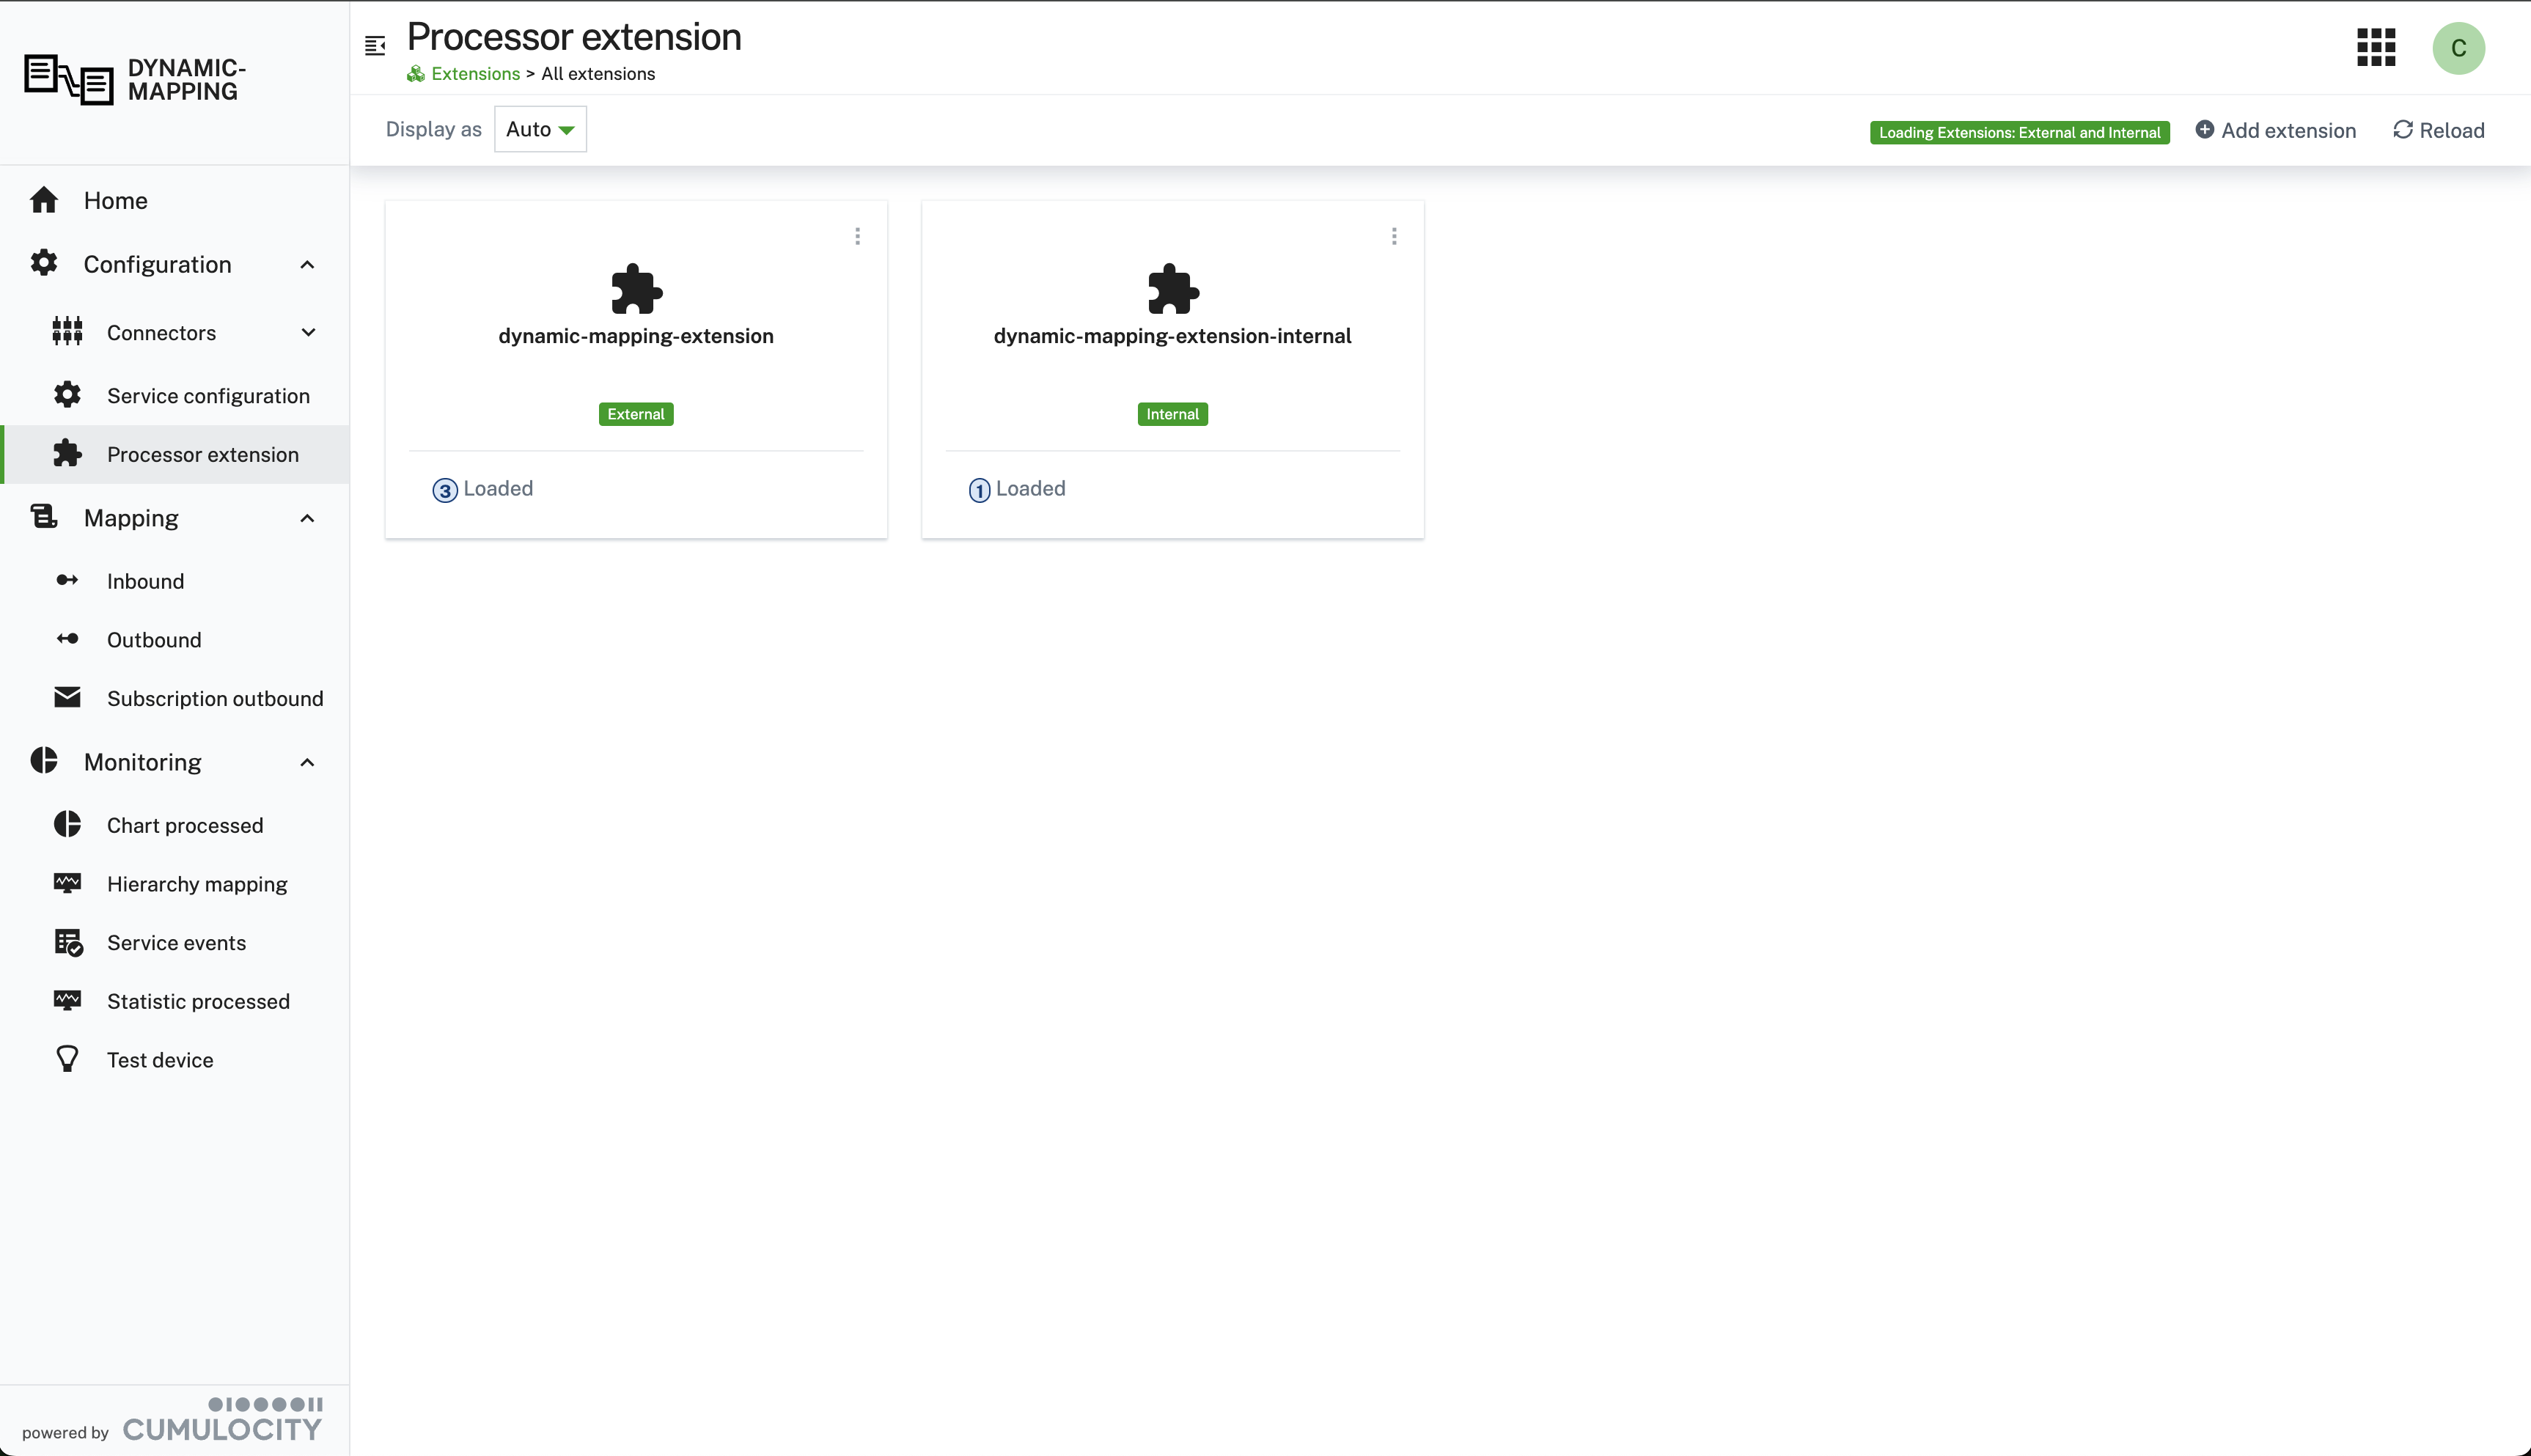 DYNAMIC-
MAPPING
Processor extension
Extensions > All extensions
C
Display as
Auto
Loading Extensions: External and Internal
Add extension
Reload
Home
Configuration
Connectors
Service configuration
Processor extension
Mapping
Inbound
Outbound
Subscription outbound
Monitoring
Chart processed
Hierarchy mapping
Service events
Statistic processed
Test device
dynamic-mapping-extension
External
3 Loaded
dynamic-mapping-extension-internal
Internal
1 Loaded
powered by CUMULOCITY